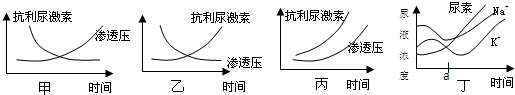 抗利尿激素
渗透压
甲 时间
抗利尿激素
渗透压
乙 时间
抗利尿激素
渗透压
丙 时间
尿液浓度
尿素 Na⁺
K⁺
a
丁 时间